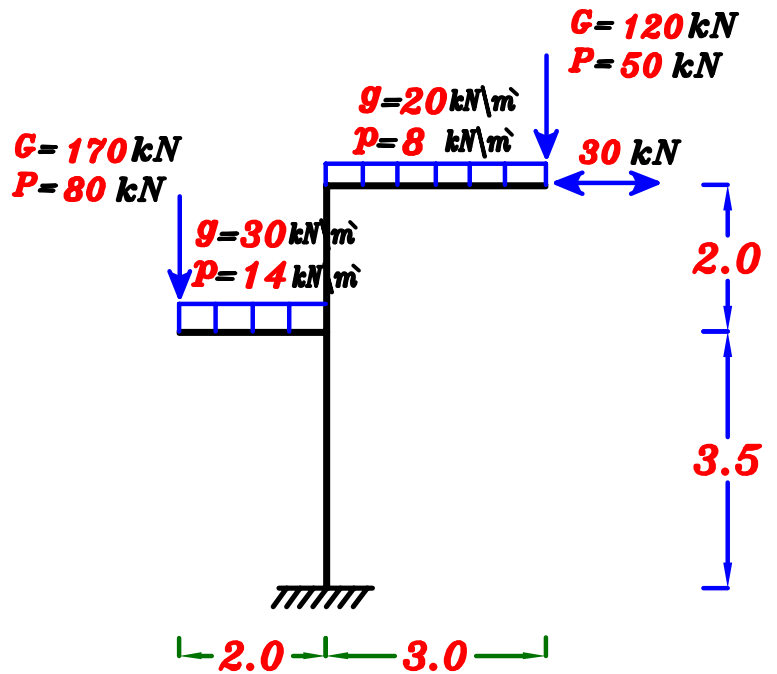 G= 120 kN
P= 50 kN
g=20 kN\m`
p=8 kN\m`
30 kN
G= 170 kN
P= 80 kN
g=30 kN\m`
p=14 kN\m`
2.0
3.5
2.0
3.0